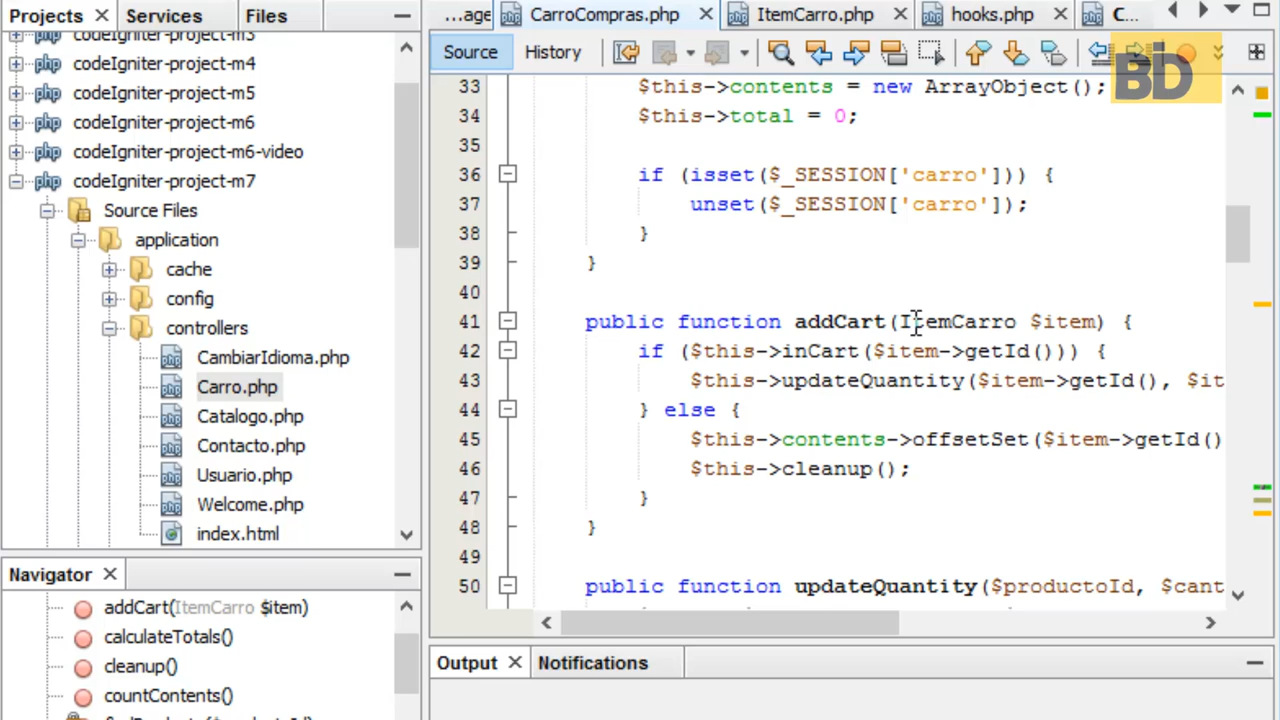 Projects
Services
Files
codeIgniter-project-m3
codeIgniter-project-m4
codeIgniter-project-m5
codeIgniter-project-m6
codeIgniter-project-m6-video
codeIgniter-project-m7
Source Files
application
cache
config
controllers
CambiarIdioma.php
Carro.php
Catalogo.php
Contacto.php
Usuario.php
Welcome.php
index.html
Navigator
addCart(ItemCarro $item)
calculateTotals()
cleanup()
countContents()
...age
CarroCompras.php
ItemCarro.php
hooks.php
C...
Source
History
BD
33 $this->contents = new ArrayObject();
34 $this->total = 0;
35
36 if (isset($_SESSION['carro'])) {
37 unset($_SESSION['carro']);
38 }
39 }
40
41 public function addCart(ItemCarro $item) {
42 if ($this->inCart($item->getId())) {
43 $this->updateQuantity($item->getId(), $it
44 } else {
45 $this->contents->offsetSet($item->getId()
46 $this->cleanup();
47 }
48 }
49
50 public function updateQuantity($productoId, $cant
Output
Notifications